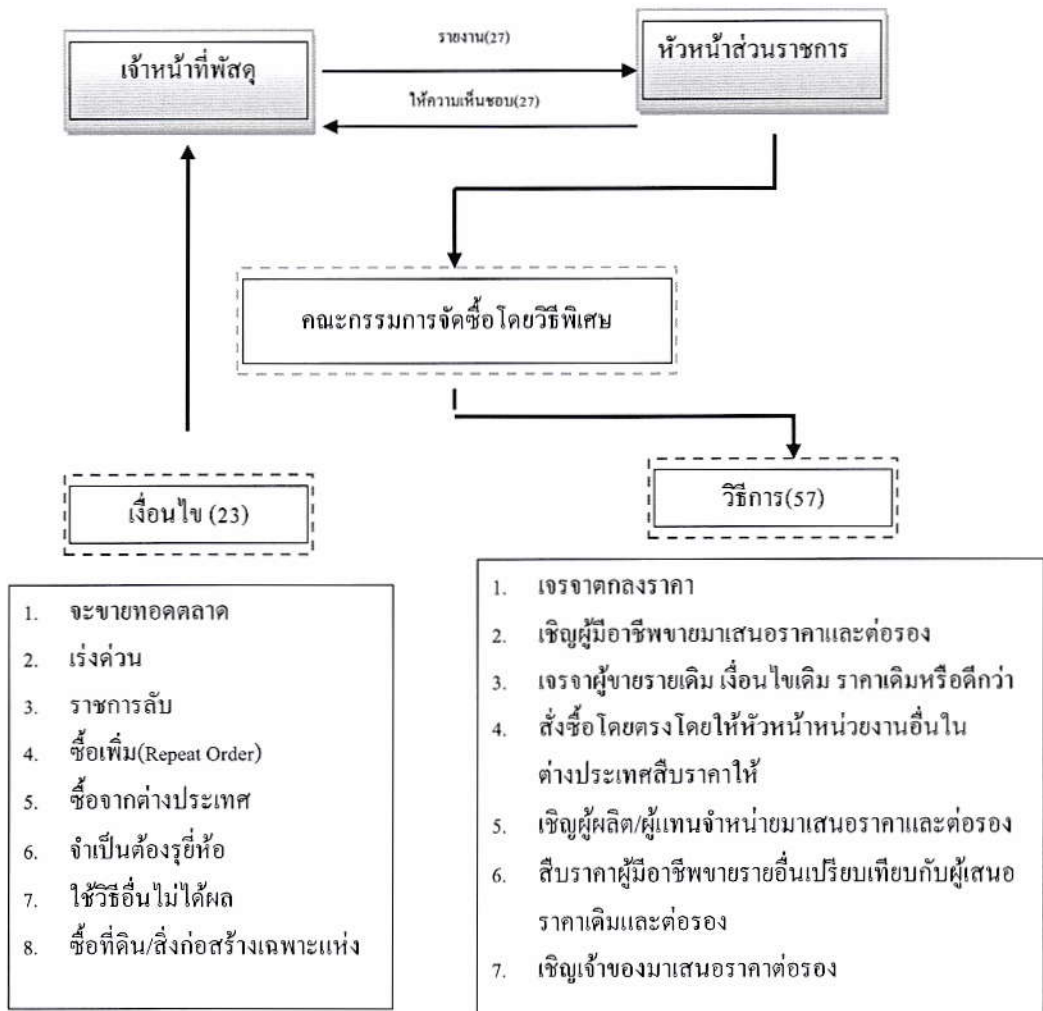 รายงาน(27)
เจ้าหน้าที่พัสดุ
หัวหน้าส่วนราชการ
ให้ความเห็นชอบ(27)
คณะกรรมการจัดซื้อโดยวิธีพิเศษ
เงื่อนไข (23)
วิธีการ(57)
1. จะขายทอดตลาด
2. เร่งด่วน
3. ราชการลับ
4. ซื้อเพิ่ม(Repeat Order)
5. ซื้อจากต่างประเทศ
6. จำเป็นต้องรุยี่ห้อ
7. ใช้วิธีอื่นไม่ได้ผล
8. ซื้อที่ดิน/สิ่งก่อสร้างเฉพาะแห่ง
1. เจรจาตกลงราคา
2. เชิญผู้มีอาชีพขายมาเสนอราคาและต่อรอง
3. เจรจาผู้ขายรายเดิม เงื่อนไขเดิม ราคาเดิมหรือดีกว่า
4. สั่งซื้อโดยตรงโดยให้หัวหน้าหน่วยงานอื่นใน
ต่างประเทศสืบราคาให้
5. เชิญผู้ผลิต/ผู้แทนจำหน่ายมาเสนอราคาและต่อรอง
6. สืบราคาผู้มีอาชีพขายรายอื่นเปรียบเทียบกับผู้เสนอ
ราคาเดิมและต่อรอง
7. เชิญเจ้าของมาเสนอราคาต่อรอง